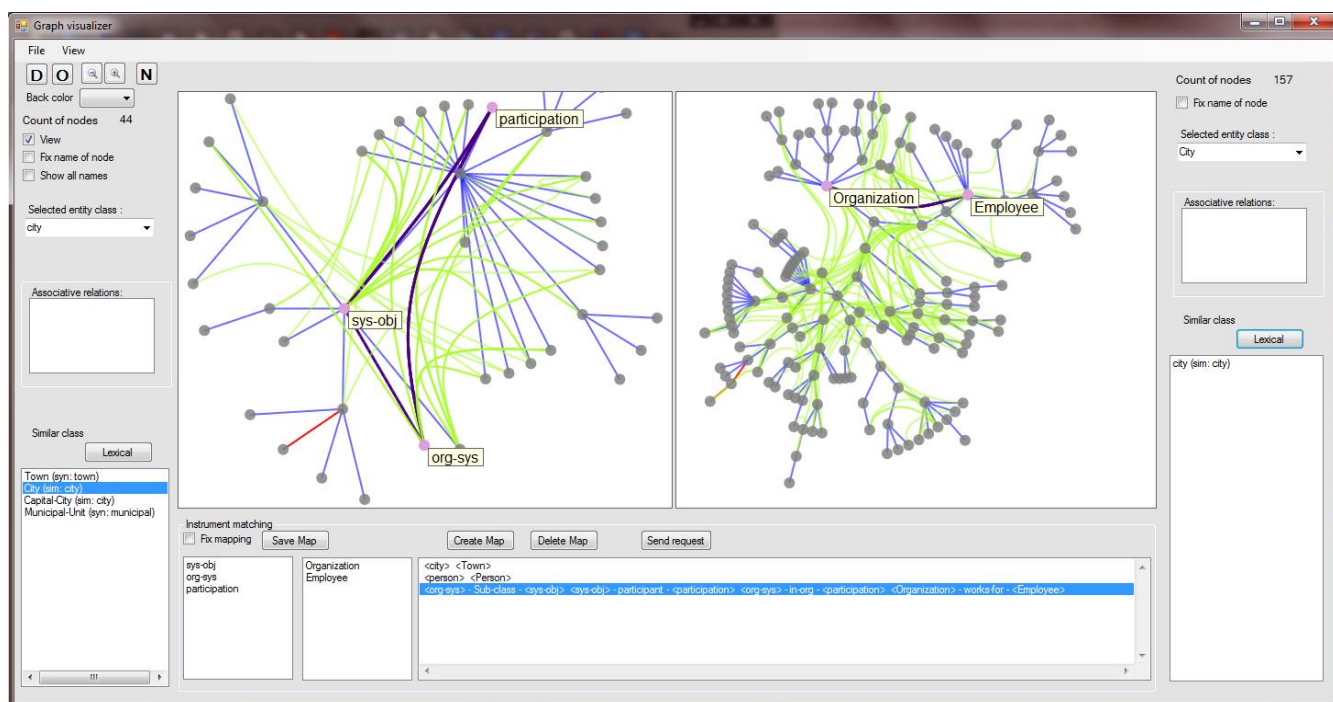 Graph visualizer
File View
D O N
Back color
Count of nodes 44
View
Fix name of node
Show all names
Selected entity class :
city
Associative relations:
Similar class
Lexical
Town (syn: town)
City (sim: city)
Capital-City (sim: city)
Municipal-Unit (syn: municipal)
participation
sys-obj
org-sys
Organization
Employee
Count of nodes 157
Fix name of node
Selected entity class :
City
Associative relations:
Similar class
Lexical
city (sim: city)
Instrument matching
Fix mapping Save Map Create Map Delete Map Send request
sys-obj
org-sys
participation
Organization
Employee
<city> <Town>
<person> <Person>
<org-sys> - Sub-class - <sys-obj> <sys-obj> - participant - <participation> <org-sys> - in-org - <participation> <Organization> - works-for - <Employee>